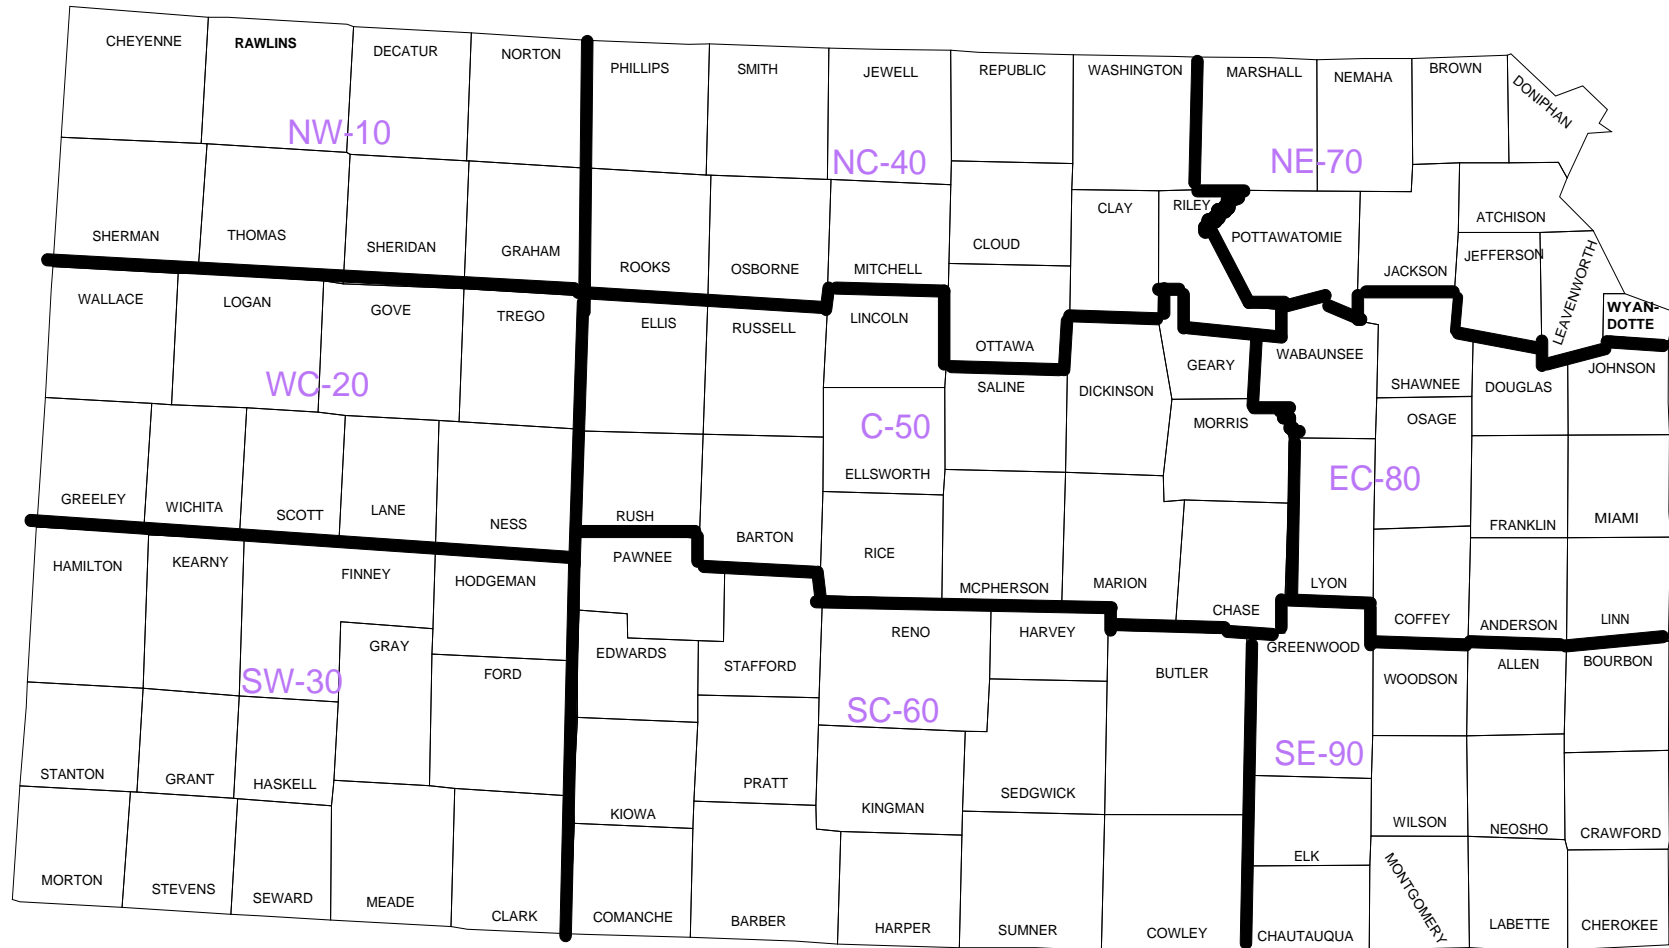 CHEYENNE
RAWLINS
DECATUR
NORTON
PHILLIPS
SMITH
JEWELL
REPUBLIC
WASHINGTON
MARSHALL
NEMAHA
BROWN
DONIPHAN
NW-10
NC-40
NE-70
SHERMAN
THOMAS
SHERIDAN
GRAHAM
ROOKS
OSBORNE
MITCHELL
CLOUD
CLAY
RILEY
POTTAWATOMIE
JACKSON
ATCHISON
JEFFERSON
LEAVENWORTH
WYAN-
DOTTE
WALLACE
LOGAN
GOVE
TREGO
ELLIS
RUSSELL
LINCOLN
OTTAWA
SALINE
DICKINSON
GEARY
WABAUNSEE
SHAWNEE
DOUGLAS
JOHNSON
WC-20
C-50
EC-80
GREELEY
WICHITA
SCOTT
LANE
NESS
RUSH
BARTON
ELLSWORTH
RICE
MCPHERSON
MARION
MORRIS
CHASE
LYON
OSAGE
COFFEY
FRANKLIN
MIAMI
ANDERSON
LINN
HAMILTON
KEARNY
FINNEY
HODGEMAN
PAWNEE
GRAY
FORD
EDWARDS
STAFFORD
RENO
HARVEY
BUTLER
GREENWOOD
WOODSON
ALLEN
BOURBON
SW-30
SC-60
SE-90
STANTON
GRANT
HASKELL
KIOWA
PRATT
KINGMAN
SEDGWICK
ELK
WILSON
NEOSHO
CRAWFORD
MORTON
STEVENS
SEWARD
MEADE
CLARK
COMANCHE
BARBER
HARPER
SUMNER
COWLEY
CHAUTAUQUA
MONTGOMERY
LABETTE
CHEROKEE